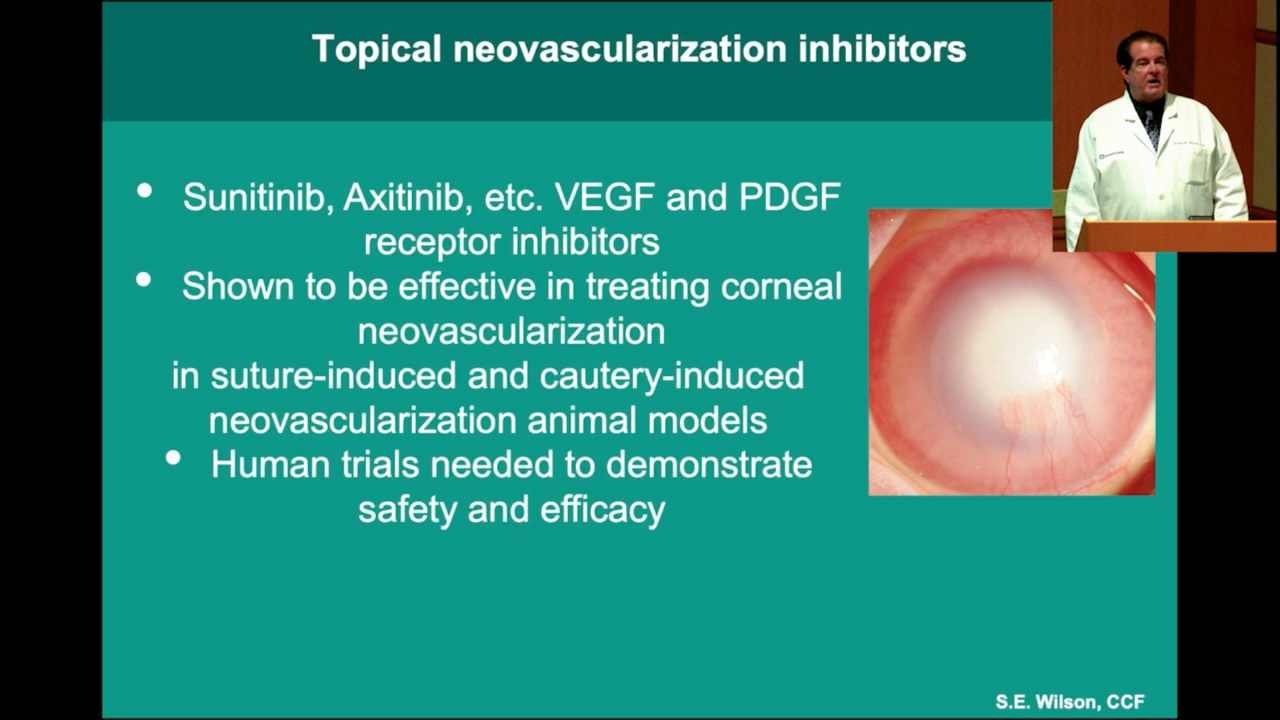 Topical neovascularization inhibitors
• Sunitinib, Axitinib, etc. VEGF and PDGF
receptor inhibitors
• Shown to be effective in treating corneal
neovascularization
in suture-induced and cautery-induced
neovascularization animal models
• Human trials needed to demonstrate
safety and efficacy
S.E. Wilson, CCF